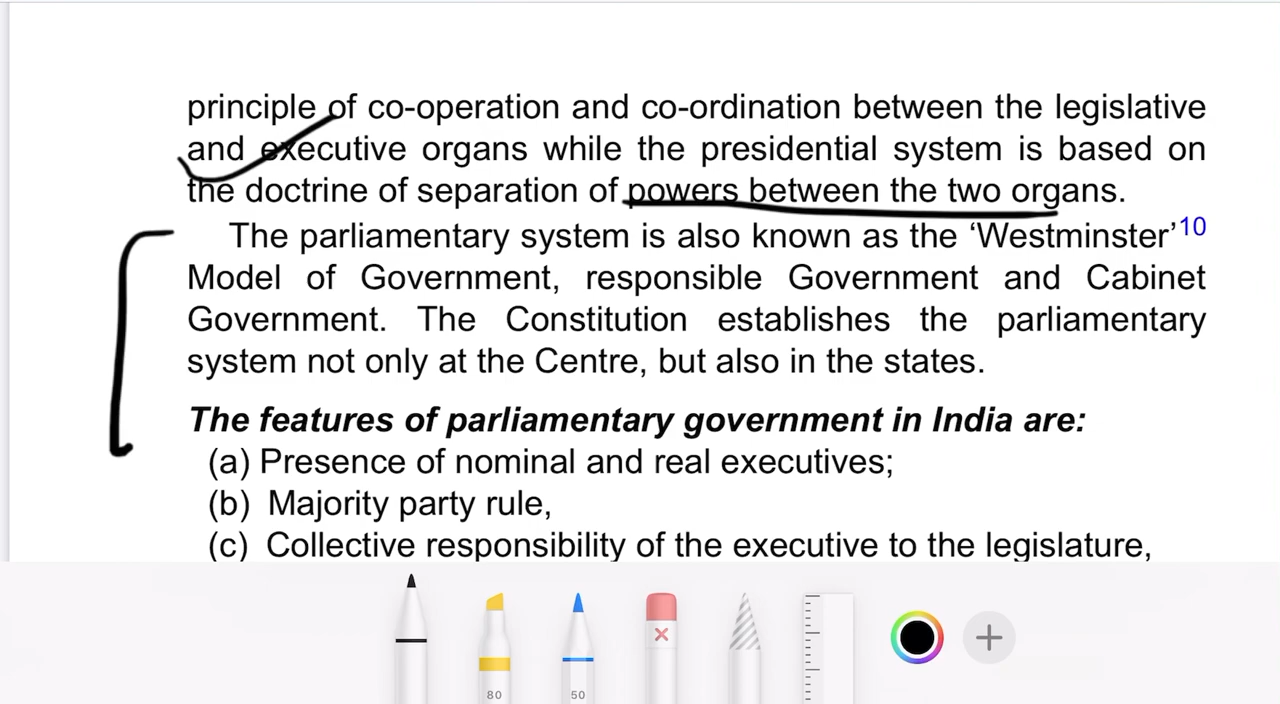 principle of co-operation and co-ordination between the legislative
and executive organs while the presidential system is based on
the doctrine of separation of powers between the two organs.
The parliamentary system is also known as the ‘Westminster’10
Model of Government, responsible Government and Cabinet
Government. The Constitution establishes the parliamentary
system not only at the Centre, but also in the states.
The features of parliamentary government in India are:
(a) Presence of nominal and real executives;
(b) Majority party rule,
(c) Collective responsibility of the executive to the legislature,
80 50